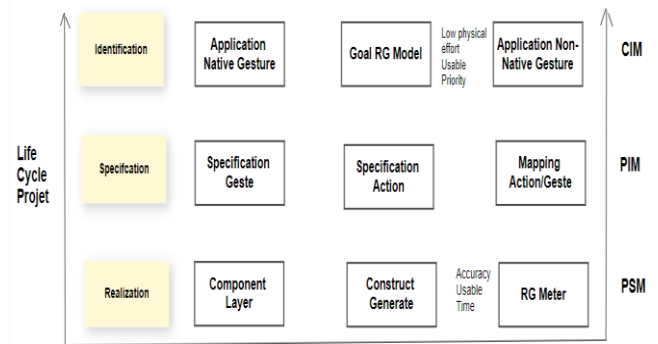 Identification
Application
Native Gesture
Goal RG Model
Low physical
effort
Usable
Priority
Application Non-
Native Gesture
CIM
Life
Cycle
Projet
Specifcation
Specification
Geste
Specification
Action
Mapping
Action/Geste
PIM
Realization
Component
Layer
Construct
Generate
Accuracy
Usable
Time
RG Meter
PSM